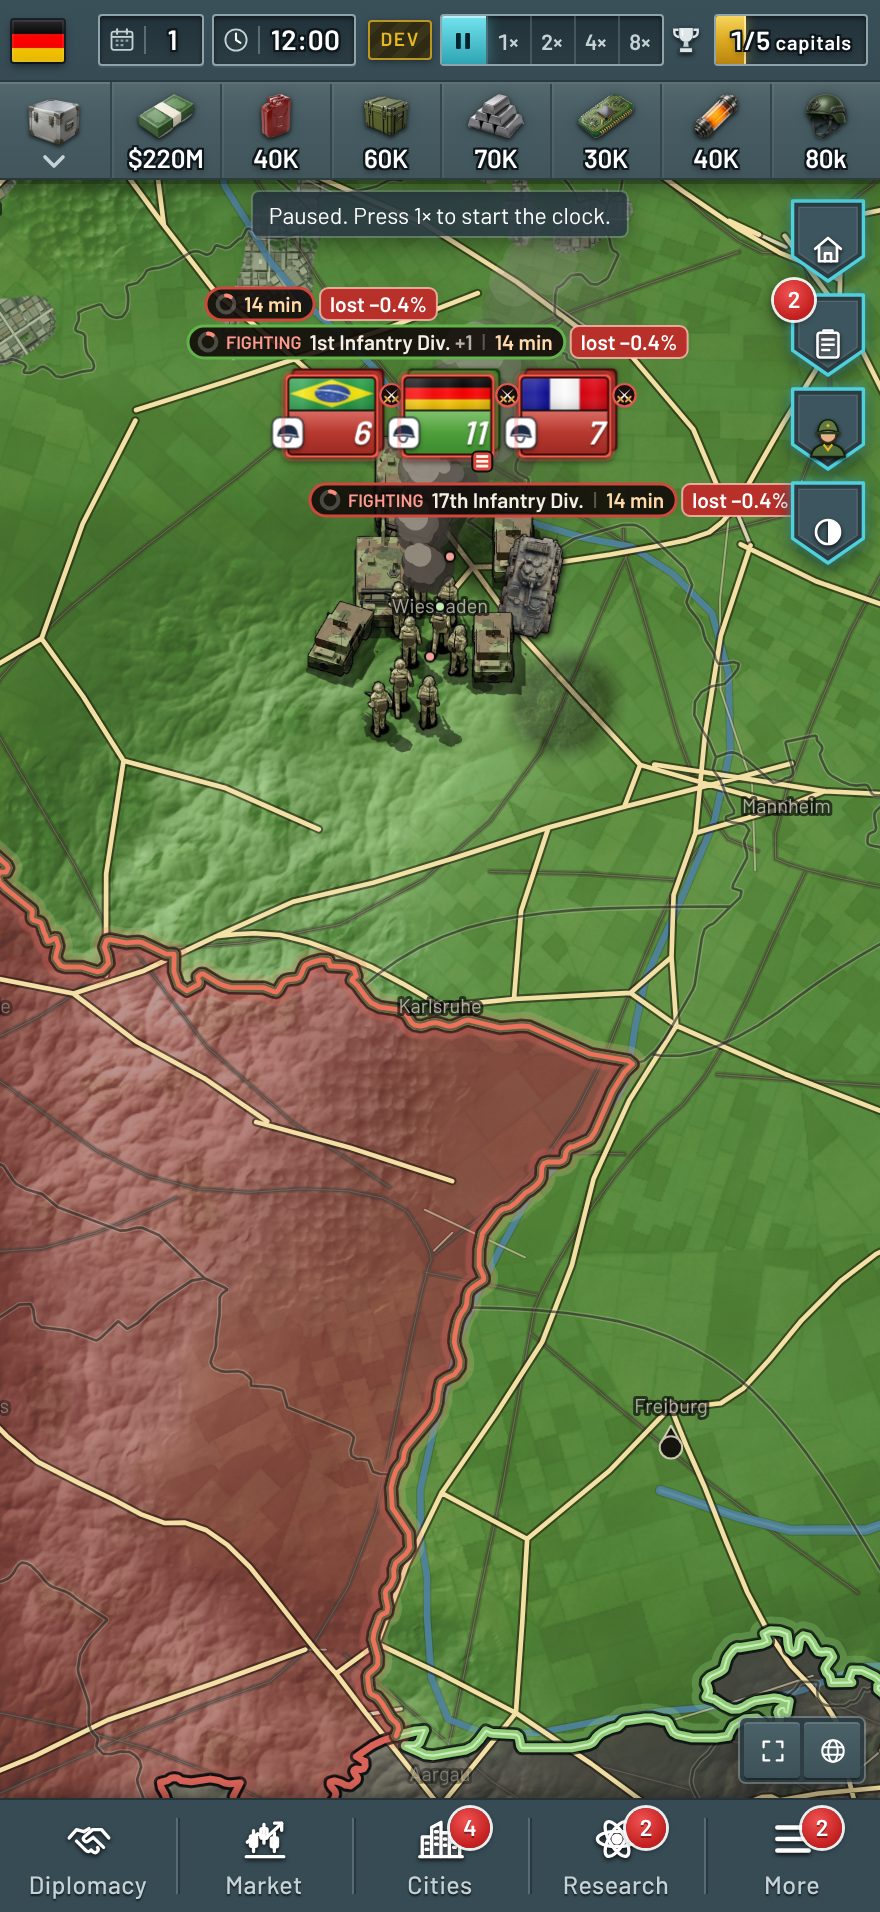 1
12:00
DEV
1×
2×
4×
8×
1/5 capitals
$220M
40K
60K
70K
30K
40K
80k
Paused. Press 1× to start the clock.
14 min
lost −0.4%
FIGHTING 1st Infantry Div. +1 | 14 min
lost −0.4%
2
6
11
7
FIGHTING 17th Infantry Div. | 14 min
lost −0.4%
Wiesbaden
Mannheim
e
Karlsruhe
s
Freiburg
Aargau
4
2
2
Diplomacy
Market
Cities
Research
More